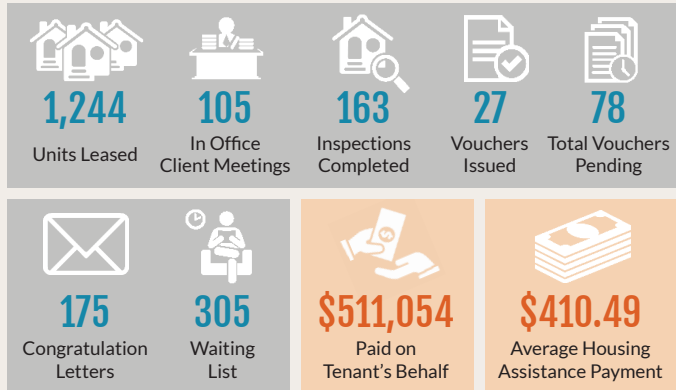 1,244
Units Leased
105
In Office
Client Meetings
163
Inspections
Completed
27
Vouchers
Issued
78
Total Vouchers
Pending
175
Congratulation
Letters
305
Waiting
List
$511,054
Paid on
Tenant's Behalf
$410.49
Average Housing
Assistance Payment